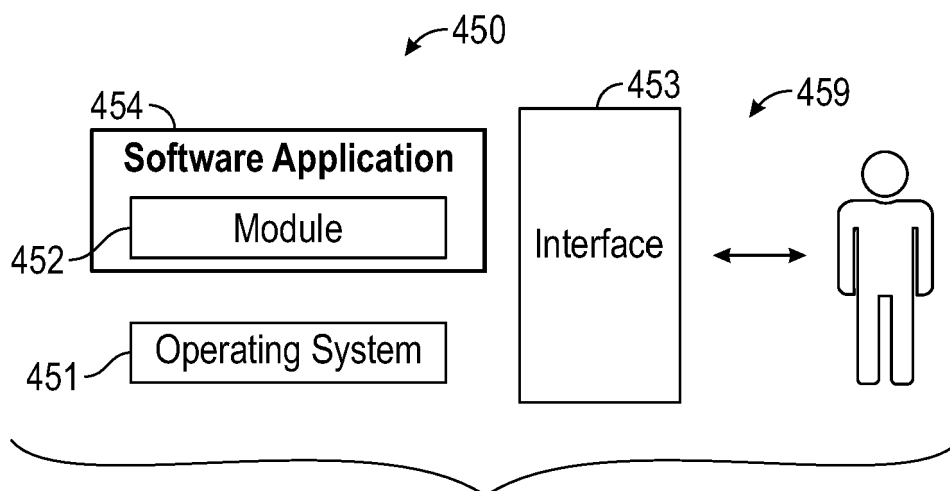 450
454
453
459
Software Application
Module
452
Interface
Operating System
451